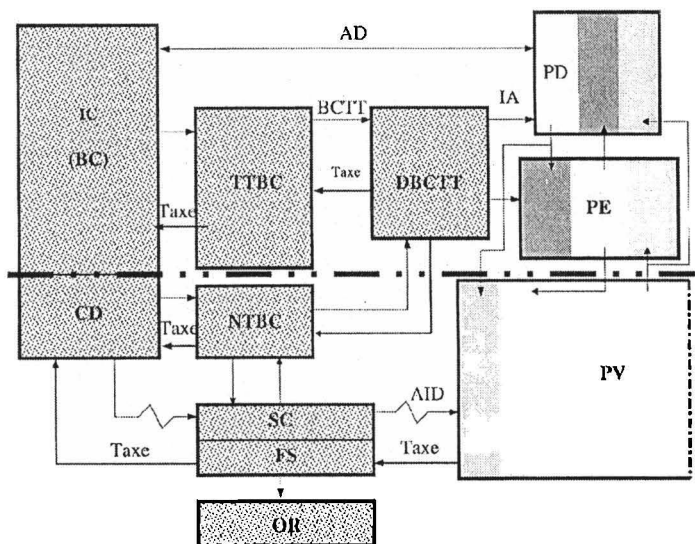 AD
PD
IC
(BC)
BCTT
IA
TTBC
Taxe
DBCTT
Taxe
PE
CD
NTBC
Taxe
PV
AID
SC
Taxe
FS
Taxe
OR